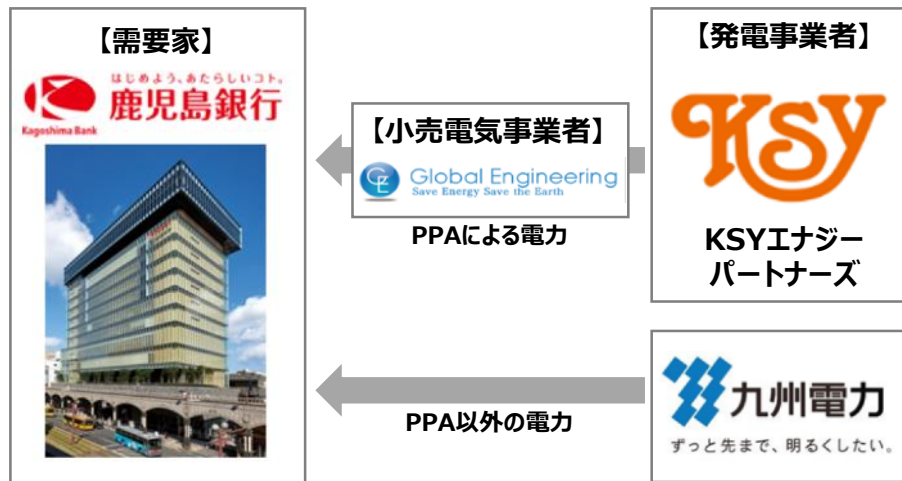 【需要家】
はじめよう、あたらしいコト。
鹿児島銀行
Kagoshima Bank
【小売電気事業者】
GE
Global Engineering
Save Energy Save the Earth
PPAによる電力
【発電事業者】
KSY
KSYエナジー
パートナーズ
PPA以外の電力
九州電力
ずっと先まで、明るくしたい。